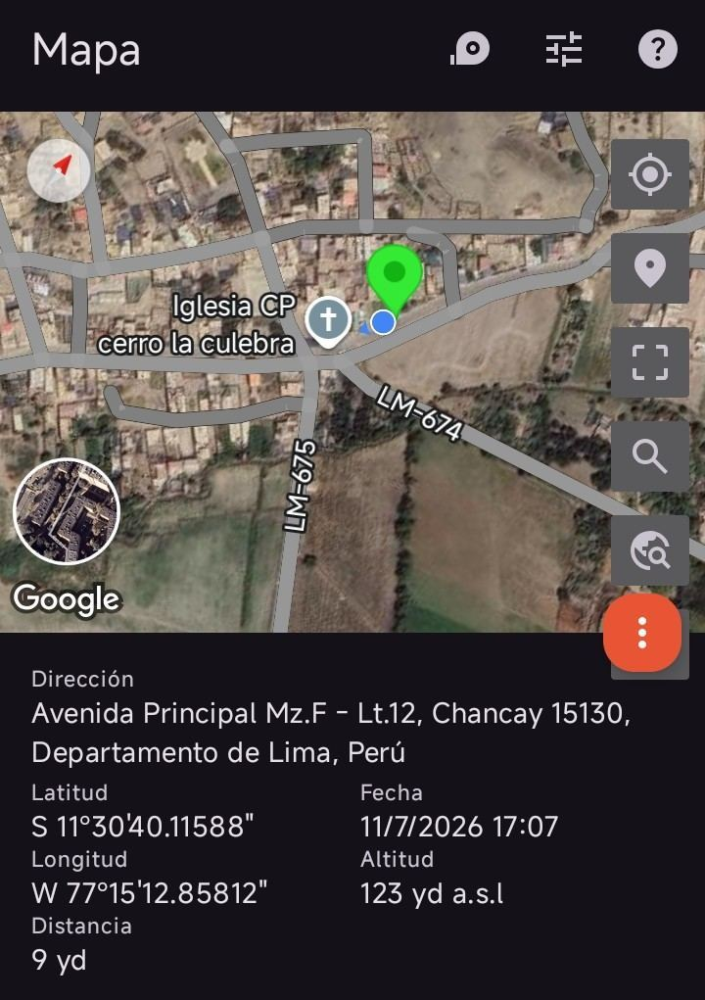 Mapa
Iglesia CP
cerro la culebra
LM-674
LM-675
Google
Dirección
Avenida Principal Mz.F - Lt.12, Chancay 15130,
Departamento de Lima, Perú
Latitud
S 11°30'40.11588"
Fecha
11/7/2026 17:07
Longitud
W 77°15'12.85812"
Altitud
123 yd a.s.l
Distancia
9 yd